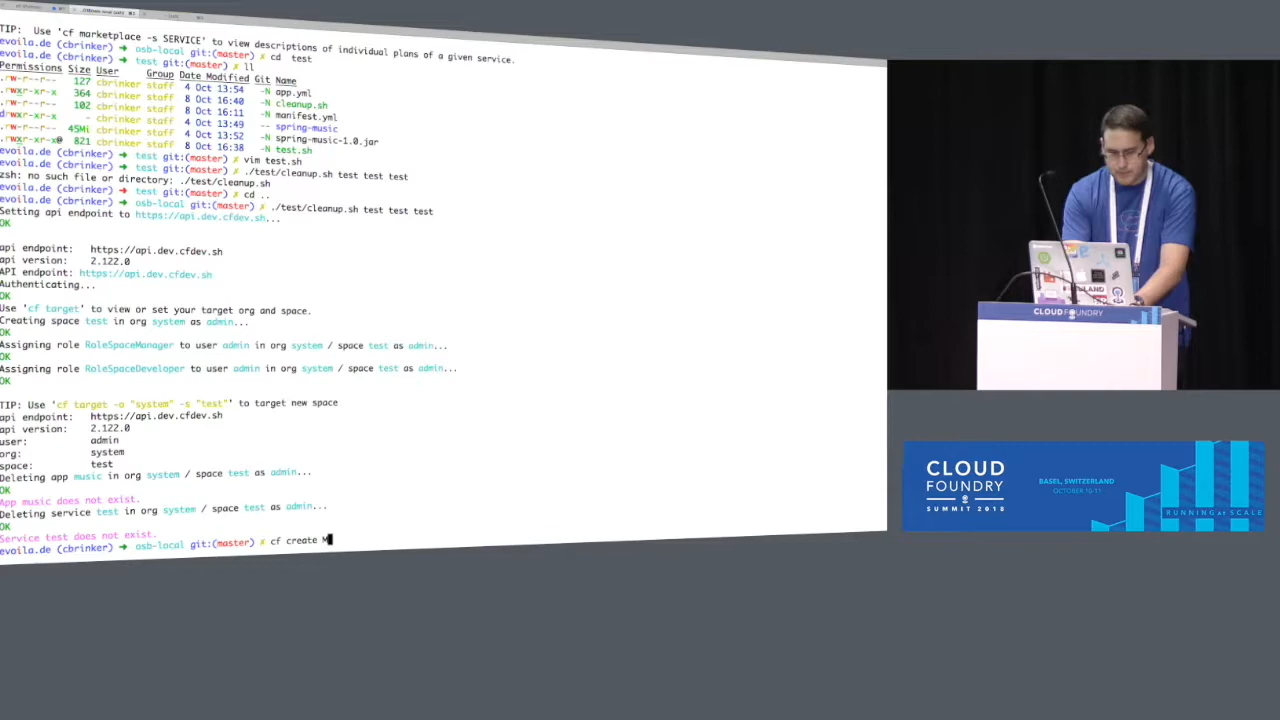 TIP: Use 'cf marketplace -s SERVICE' to view descriptions of individual plans of a given service.
evoila.de (cbrinker) ➜ osb-local git:(master) ✗ cd test
evoila.de (cbrinker) ➜ test git:(master) ✗ ll
Permissions Size User Group Date Modified Git Name
.rw-r--r-- 127 cbrinker staff 4 Oct 13:54 -N app.yml
.rwxr-xr-x 364 cbrinker staff 8 Oct 16:40 -N cleanup.sh
.rw-r--r-- 102 cbrinker staff 8 Oct 16:11 -N manifest.yml
drwxr-xr-x - cbrinker staff 4 Oct 13:49 -- spring-music
.rw-r--r-- 45Mi cbrinker staff 4 Oct 13:52 -N spring-music-1.0.jar
.rwxr-xr-x@ 821 cbrinker staff 8 Oct 16:38 -N test.sh
evoila.de (cbrinker) ➜ test git:(master) ✗ vim test.sh
evoila.de (cbrinker) ➜ test git:(master) ✗ ./test/cleanup.sh test test test
zsh: no such file or directory: ./test/cleanup.sh
evoila.de (cbrinker) ➜ test git:(master) ✗ cd ..
evoila.de (cbrinker) ➜ osb-local git:(master) ✗ ./test/cleanup.sh test test test
Setting api endpoint to https://api.dev.cfdev.sh...
OK
api endpoint: https://api.dev.cfdev.sh
api version: 2.122.0
API endpoint: https://api.dev.cfdev.sh
Authenticating...
OK
Use 'cf target' to view or set your target org and space.
Creating space test in org system as admin...
OK
Assigning role RoleSpaceManager to user admin in org system / space test as admin...
OK
Assigning role RoleSpaceDeveloper to user admin in org system / space test as admin...
OK
TIP: Use 'cf target -o "system" -s "test"' to target new space
api endpoint: https://api.dev.cfdev.sh
api version: 2.122.0
user: admin
org: system
space: test
Deleting app music in org system / space test as admin...
OK
App music does not exist.
Deleting service test in org system / space test as admin...
OK
Service test does not exist.
evoila.de (cbrinker) ➜ osb-local git:(master) ✗ cf create M
CLOUD FOUNDRY
CLOUD
FOUNDRY
SUMMIT 2018
BASEL, SWITZERLAND
OCTOBER 10-11
RUNNING at SCALE